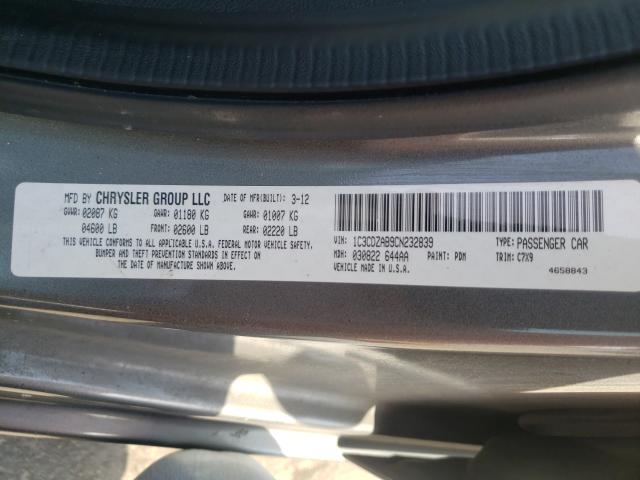 MFD BY CHRYSLER GROUP LLC DATE OF MFR(BUILT): 3-12
GVWR: 02087 KG GAWR: 01180 KG GAWR: 01007 KG
04600 LB FRONT: 02600 LB REAR: 02220 LB
THIS VEHICLE CONFORMS TO ALL APPLICABLE U.S.A. FEDERAL MOTOR VEHICLE SAFETY,
BUMPER AND THEFT PREVENTION STANDARDS IN EFFECT ON
THE DATE OF MANUFACTURE SHOWN ABOVE.
VIN: 1C3CDZAB9CN232839 TYPE: PASSENGER CAR
MDH: 030822 644AA PAINT: PDM TRIM: C7X9
VEHICLE MADE IN U.S.A. 4658843